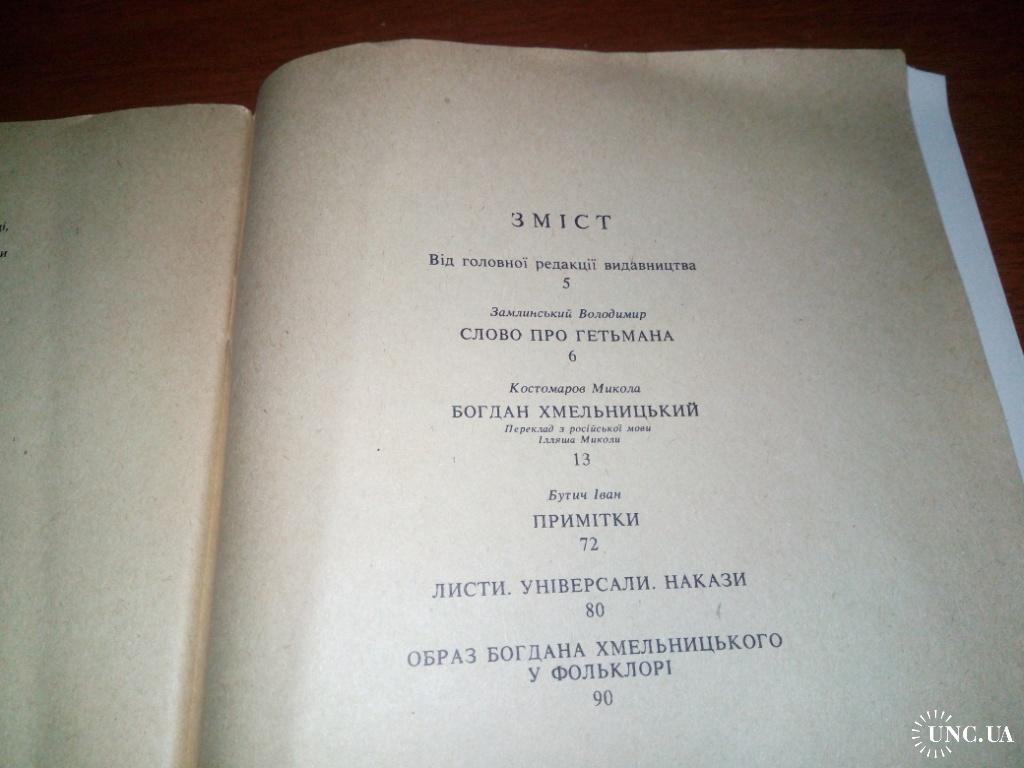 ЗМІСТ
Від головної редакції видавництва
5
Замлинський Володимир
СЛОВО ПРО ГЕТЬМАНА
6
Костомаров Микола
БОГДАН ХМЕЛЬНИЦЬКИЙ
Переклад з російської мови
Ілляша Миколи
13
Бутич Іван
ПРИМІТКИ
72
ЛИСТИ. УНІВЕРСАЛИ. НАКАЗИ
80
ОБРАЗ БОГДАНА ХМЕЛЬНИЦЬКОГО
У ФОЛЬКЛОРІ
90
UNC.UA